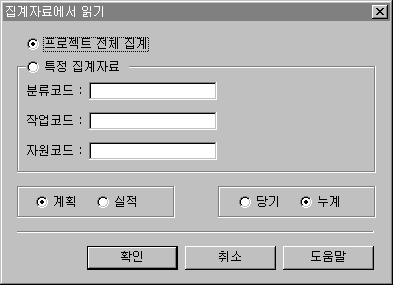 집계자료에서 읽기
프로젝트 전체 집계
특정 집계자료
분류코드 :
작업코드 :
자원코드 :
계획 실적 당기 누계
확인 취소 도움말